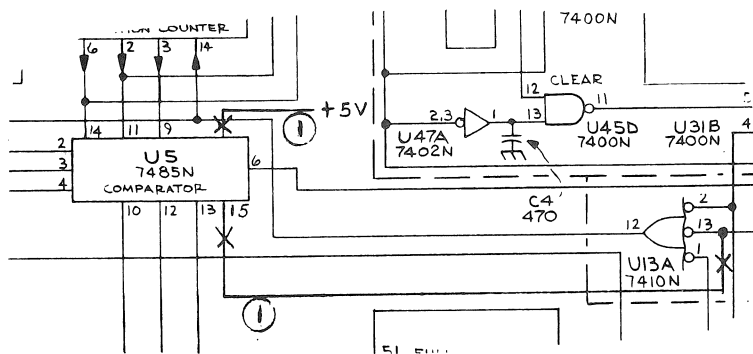 COUNTER
7400N
6 2 3 14
CLEAR
12
+5V
2,3 1 13 11
1
14 11 9
U47A
7402N
U45D
7400N
U31B
7400N
4
2
3
4
U5
7485N
COMPARATOR
6
C4
470
10 12 13 15
2
12 13
1
U13A
7410N
1